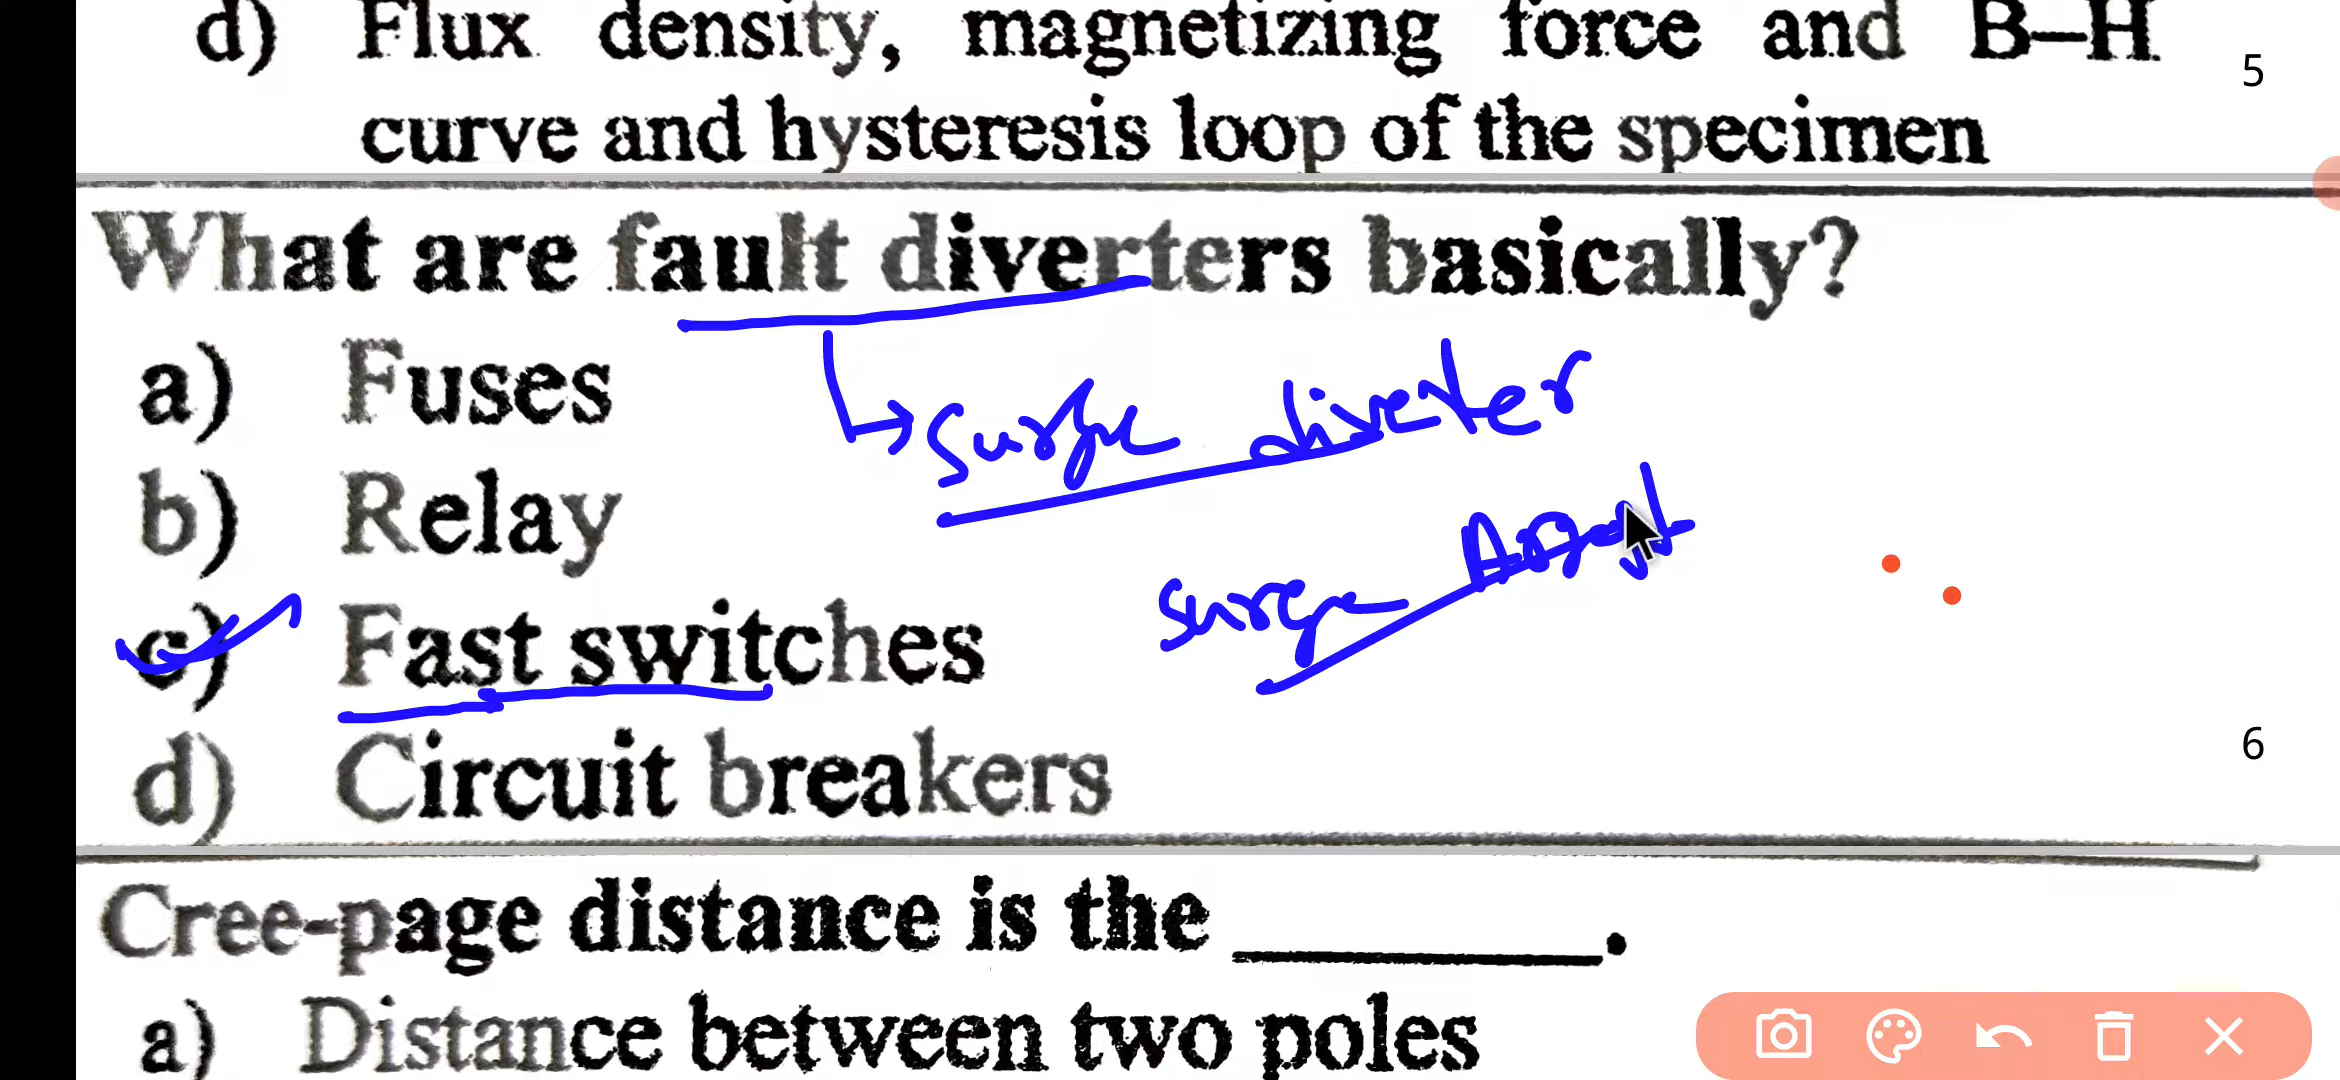 d) Flux density, magnetizing force and B-H
5
curve and hysteresis loop of the specimen
What are fault diverters basically?
a) Fuses
Surge diverter
b) Relay
Surge
c) Fast switches
6
d) Circuit breakers
Cree-page distance is the ________.
a) Distance between two poles